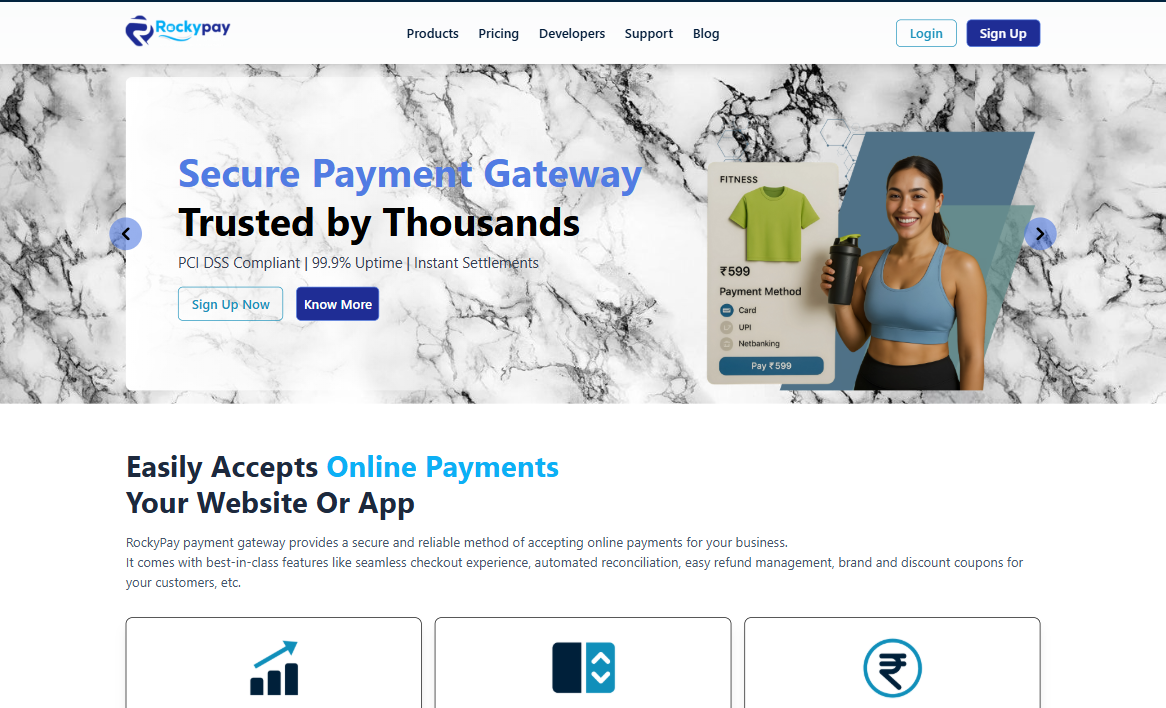 Rockypay
Products Pricing Developers Support Blog
Login Sign Up
Secure Payment Gateway
Trusted by Thousands
PCI DSS Compliant | 99.9% Uptime | Instant Settlements
Sign Up Now Know More
FITNESS
₹599
Payment Method
Card
UPI
Netbanking
Pay ₹599
Easily Accepts Online Payments
Your Website Or App
RockyPay payment gateway provides a secure and reliable method of accepting online payments for your business.
It comes with best-in-class features like seamless checkout experience, automated reconciliation, easy refund management, brand and discount coupons for
your customers, etc.